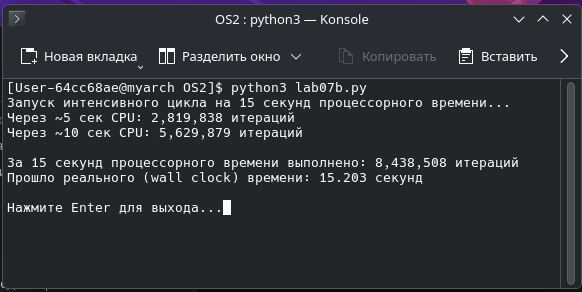 OS2 : python3 — Konsole
Новая вкладка
Разделить окно
Копировать
Вставить
[User-64cc68ae@myarch OS2]$ python3 lab07b.py
Запуск интенсивного цикла на 15 секунд процессорного времени...
Через ~5 сек CPU: 2,819,838 итераций
Через ~10 сек CPU: 5,629,879 итераций
За 15 секунд процессорного времени выполнено: 8,438,508 итераций
Прошло реального (wall clock) времени: 15.203 секунд
Нажмите Enter для выхода...